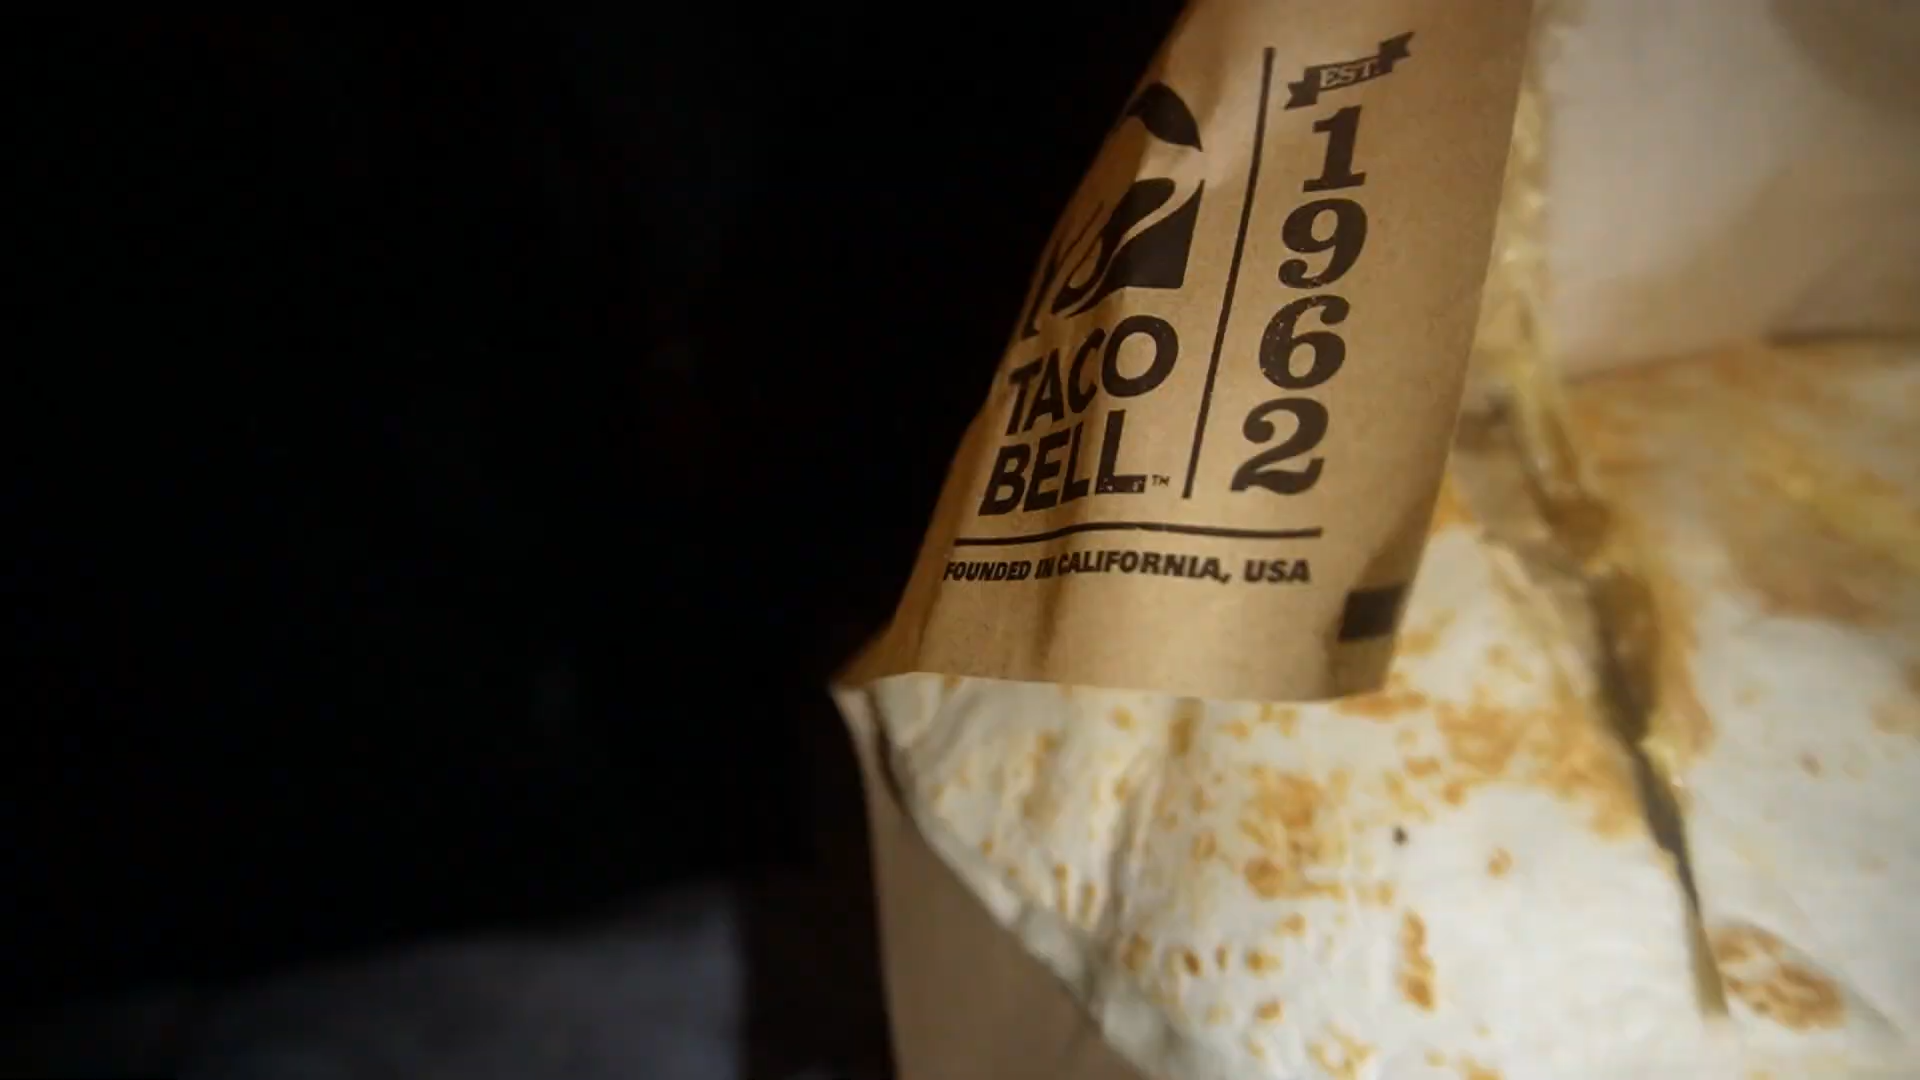 EST.
1962
TACO
BELL™
FOUNDED IN CALIFORNIA, USA